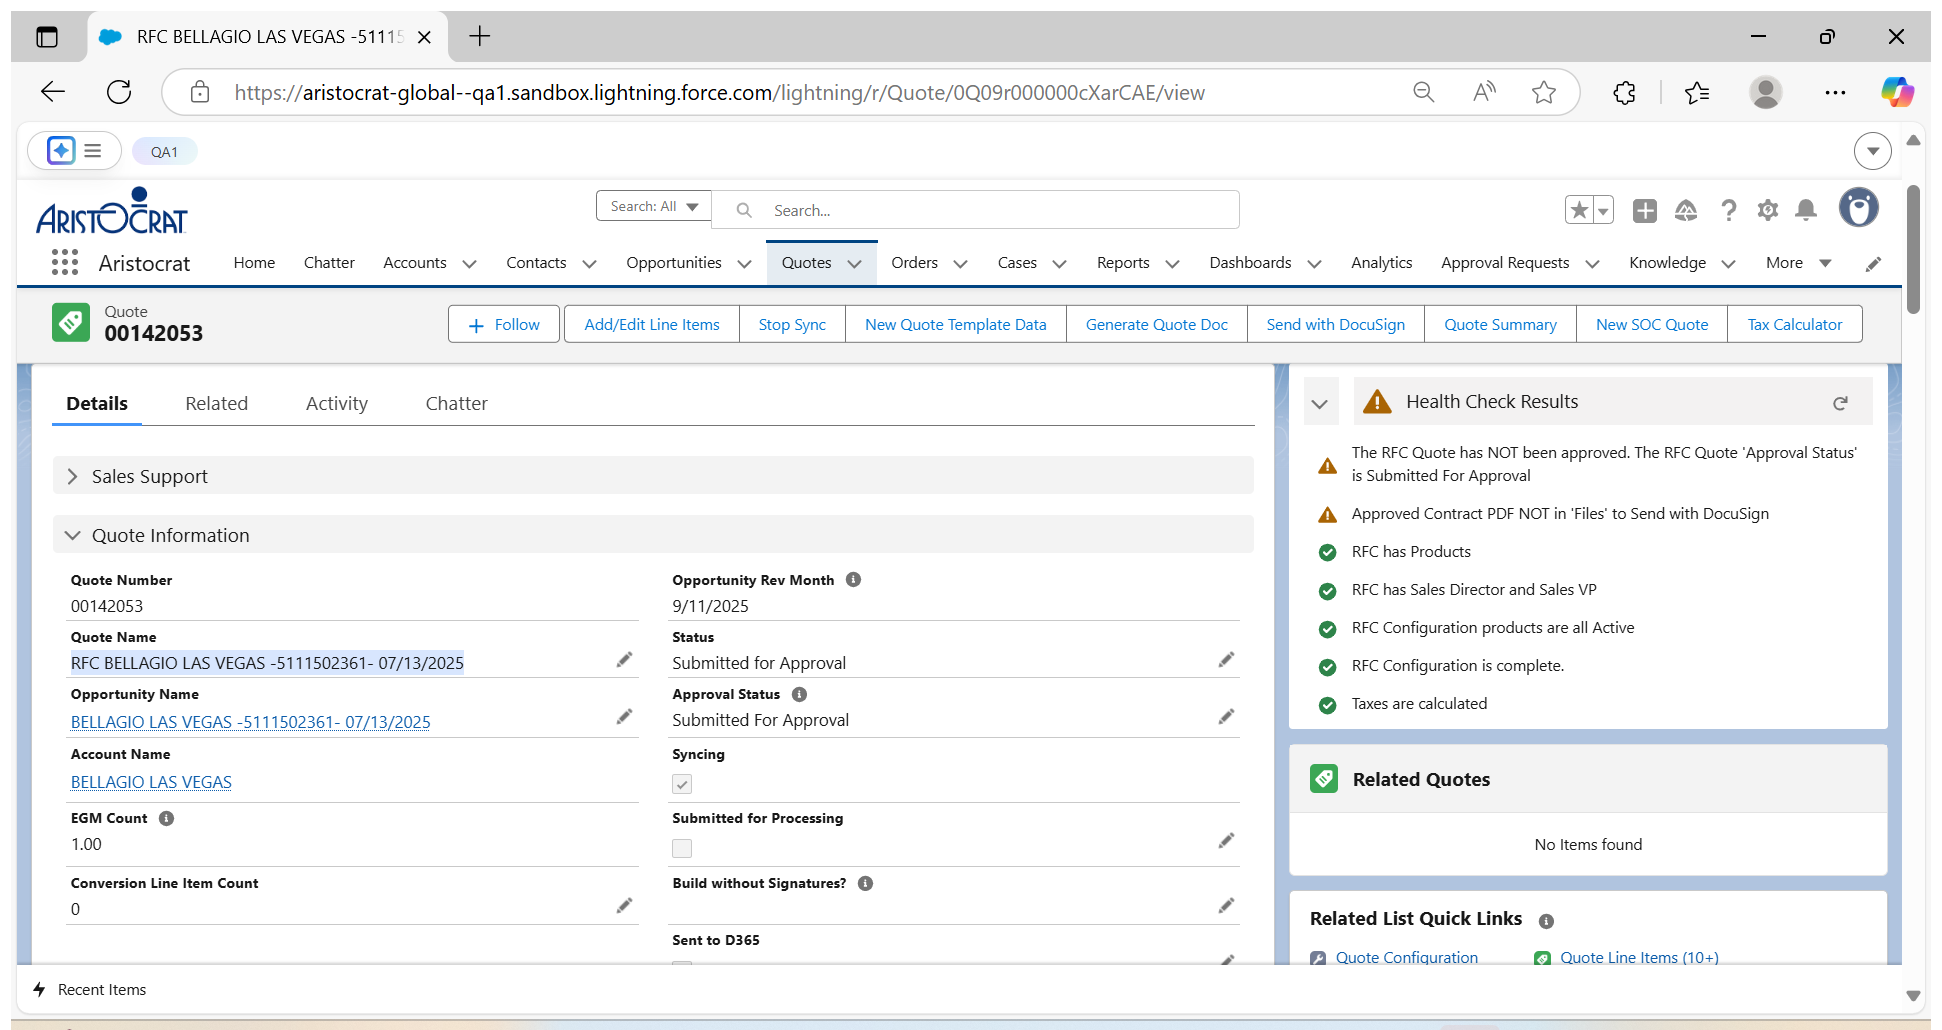 RFC BELLAGIO LAS VEGAS -5111
https://aristocrat-global--qa1.sandbox.lightning.force.com/lightning/r/Quote/0Q09r000000cXarCAE/view
QA1
ARISTOCRAT
Search: All
Search...
Aristocrat
Home
Chatter
Accounts
Contacts
Opportunities
Quotes
Orders
Cases
Reports
Dashboards
Analytics
Approval Requests
Knowledge
More
Quote
00142053
Follow
Add/Edit Line Items
Stop Sync
New Quote Template Data
Generate Quote Doc
Send with DocuSign
Quote Summary
New SOC Quote
Tax Calculator
Details
Related
Activity
Chatter
Sales Support
Quote Information
Quote Number
00142053
Opportunity Rev Month
9/11/2025
Quote Name
RFC BELLAGIO LAS VEGAS -5111502361- 07/13/2025
Status
Submitted for Approval
Opportunity Name
BELLAGIO LAS VEGAS -5111502361- 07/13/2025
Approval Status
Submitted For Approval
Account Name
BELLAGIO LAS VEGAS
Syncing
EGM Count
1.00
Submitted for Processing
Conversion Line Item Count
0
Build without Signatures?
Sent to D365
Health Check Results
The RFC Quote has NOT been approved. The RFC Quote 'Approval Status'
is Submitted For Approval
Approved Contract PDF NOT in 'Files' to Send with DocuSign
RFC has Products
RFC has Sales Director and Sales VP
RFC Configuration products are all Active
RFC Configuration is complete.
Taxes are calculated
Related Quotes
No Items found
Related List Quick Links
Quote Configuration
Quote Line Items (10+)
Recent Items